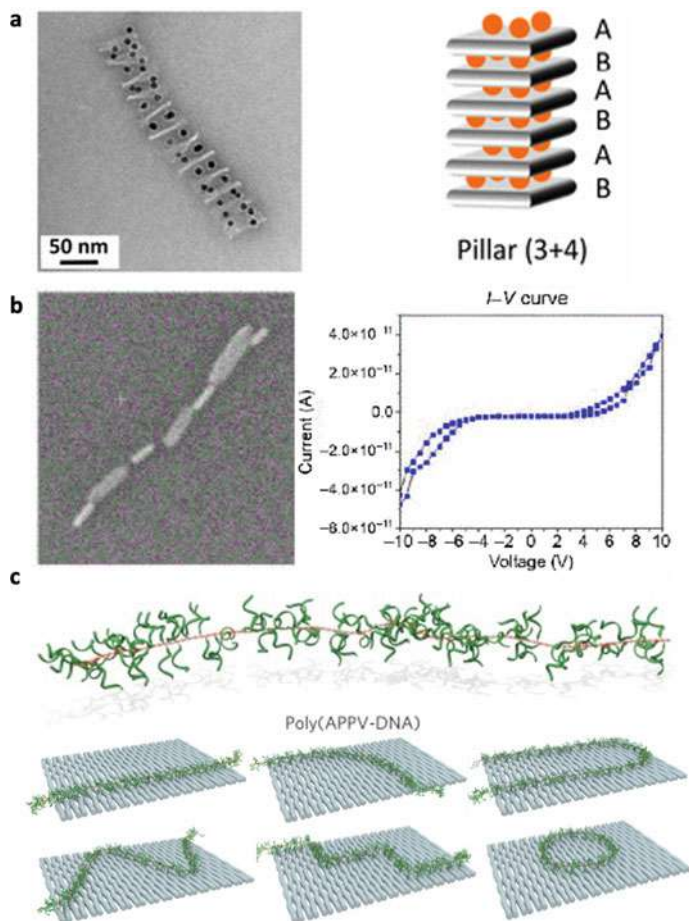 a
50 nm
A
B
A
B
A
B
Pillar (3+4)
b
I–V curve
Current (A)
4.0×10⁻¹¹
2.0×10⁻¹¹
0.0
−2.0×10⁻¹¹
−4.0×10⁻¹¹
−6.0×10⁻¹¹
−10 −8 −6 −4 −2 0 2 4 6 8 10
Voltage (V)
c
Poly(APPV-DNA)